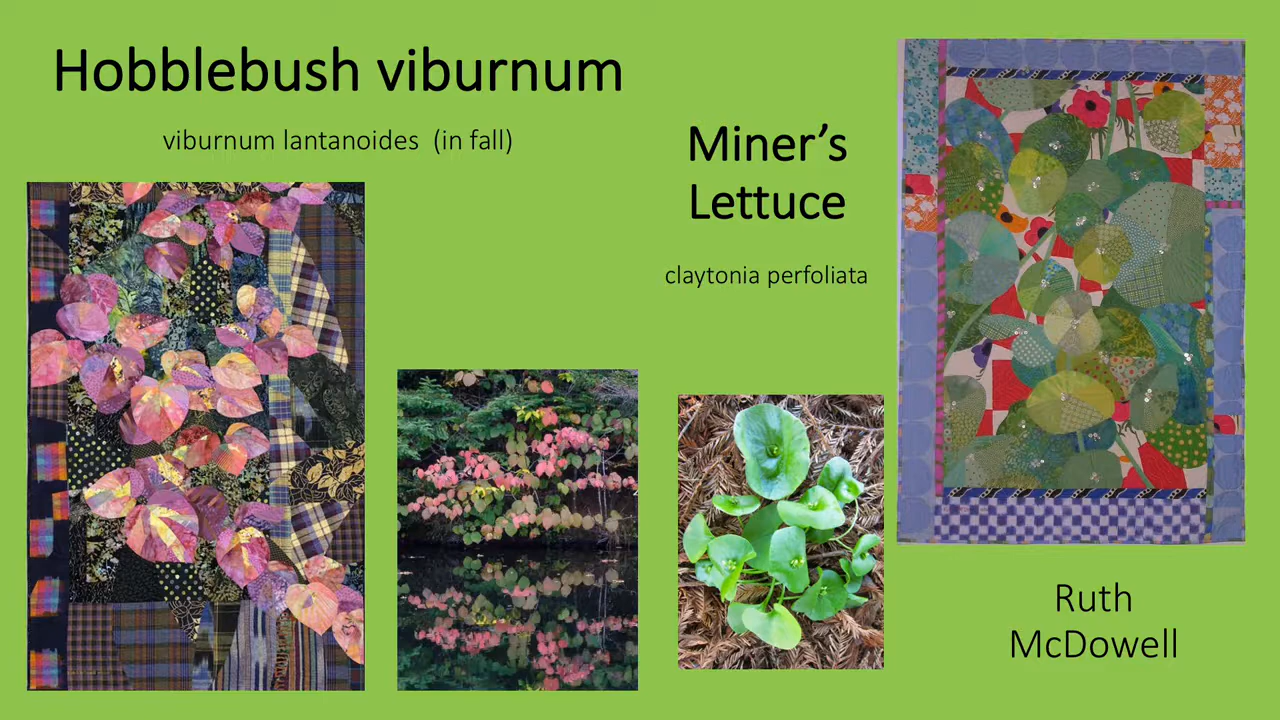 Hobblebush viburnum
viburnum lantanoides  (in fall)
Miner’s
Lettuce
claytonia perfoliata
Ruth
McDowell